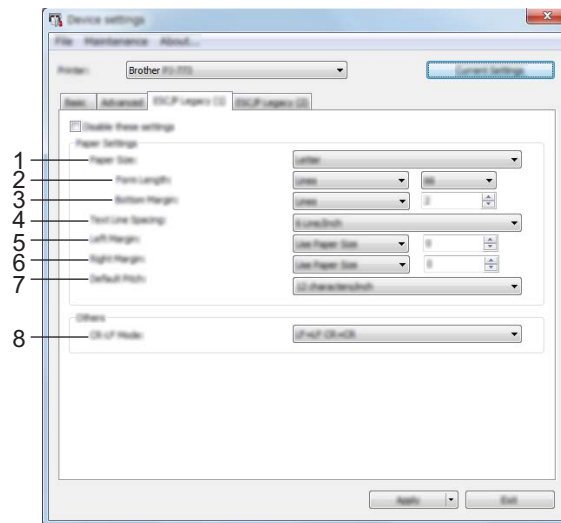 Device settings
File Maintenance About...
Printer: Brother PJ-773
Current Settings
Basic Advanced ESC/P Legacy (1) ESC/P Legacy (2)
Disable these settings
Paper Settings
1 Paper Size: Letter
2 Form Length: Lines 66
3 Bottom Margin: Lines 2
4 Text Line Spacing: 6 Line/Inch
5 Left Margin: Use Paper Size 0
6 Right Margin: Use Paper Size 0
7 Default Pitch: 12 characters/inch
Others
8 CR-LF Mode: LF=LF CR=CR
Apply Exit